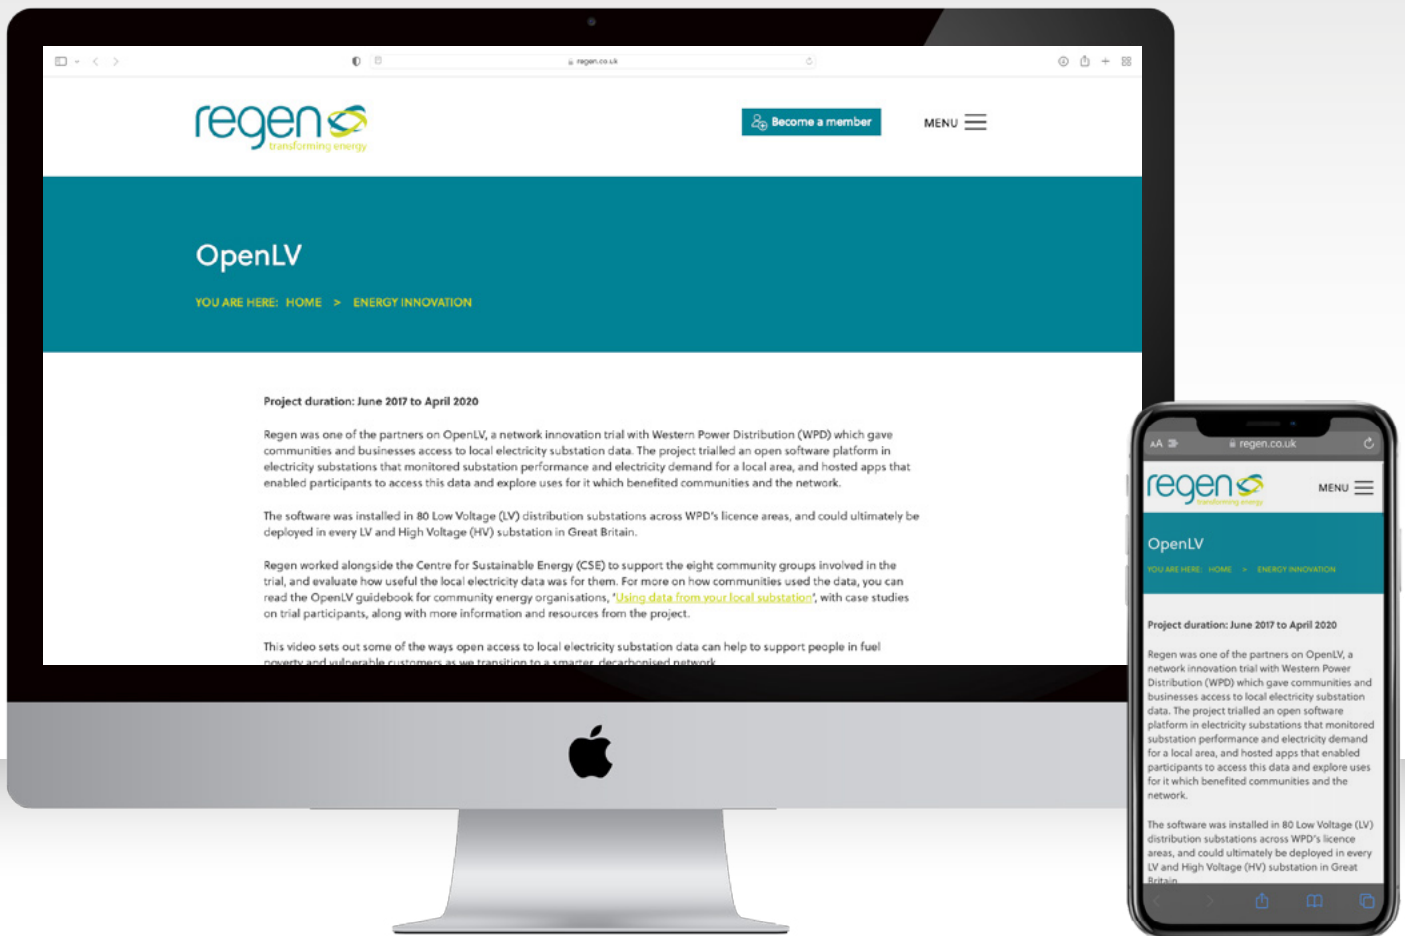 regen.co.uk
regen
transforming energy
Become a member
MENU
OpenLV
YOU ARE HERE: HOME > ENERGY INNOVATION
Project duration: June 2017 to April 2020
Regen was one of the partners on OpenLV, a network innovation trial with Western Power Distribution (WPD) which gave
communities and businesses access to local electricity substation data. The project trialled an open software platform in
electricity substations that monitored substation performance and electricity demand for a local area, and hosted apps that
enabled participants to access this data and explore uses for it which benefited communities and the network.
The software was installed in 80 Low Voltage (LV) distribution substations across WPD's licence areas, and could ultimately be
deployed in every LV and High Voltage (HV) substation in Great Britain.
Regen worked alongside the Centre for Sustainable Energy (CSE) to support the eight community groups involved in the
trial, and evaluate how useful the local electricity data was for them. For more on how communities used the data, you can
read the OpenLV guidebook for community energy organisations, 'Using data from your local substation', with case studies
on trial participants, along with more information and resources from the project.
This video sets out some of the ways open access to local electricity substation data can help to support people in fuel
poverty and vulnerable customers as we transition to a smarter, decarbonised network
AA
regen.co.uk
regen
transforming energy
MENU
OpenLV
YOU ARE HERE: HOME > ENERGY INNOVATION
Project duration: June 2017 to April 2020
Regen was one of the partners on OpenLV, a
network innovation trial with Western Power
Distribution (WPD) which gave communities and
businesses access to local electricity substation
data. The project trialled an open software
platform in electricity substations that monitored
substation performance and electricity demand
for a local area, and hosted apps that enabled
participants to access this data and explore uses
for it which benefited communities and the
network.
The software was installed in 80 Low Voltage (LV)
distribution substations across WPD's licence
areas, and could ultimately be deployed in every
LV and High Voltage (HV) substation in Great
Britain